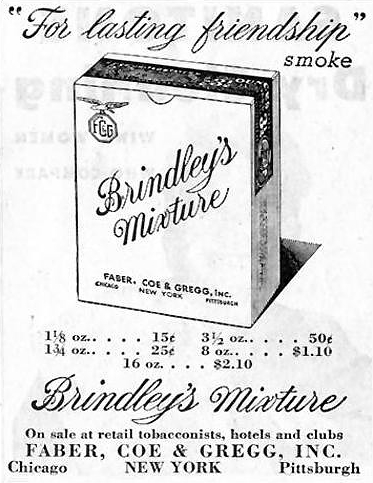 "For lasting friendship"
smoke
FC&G
Brindley's
Mixture
FABER, COE & GREGG, INC.
CHICAGO NEW YORK PITTSBURGH
1⅛ oz. . . . . 15¢ 3½ oz. . . . . 50¢
1¾ oz. . . . . 25¢ 8 oz. . . . . $1.10
16 oz. . . . . $2.10
Brindley's Mixture
On sale at retail tobacconists, hotels and clubs
FABER, COE & GREGG, INC.
Chicago NEW YORK Pittsburgh